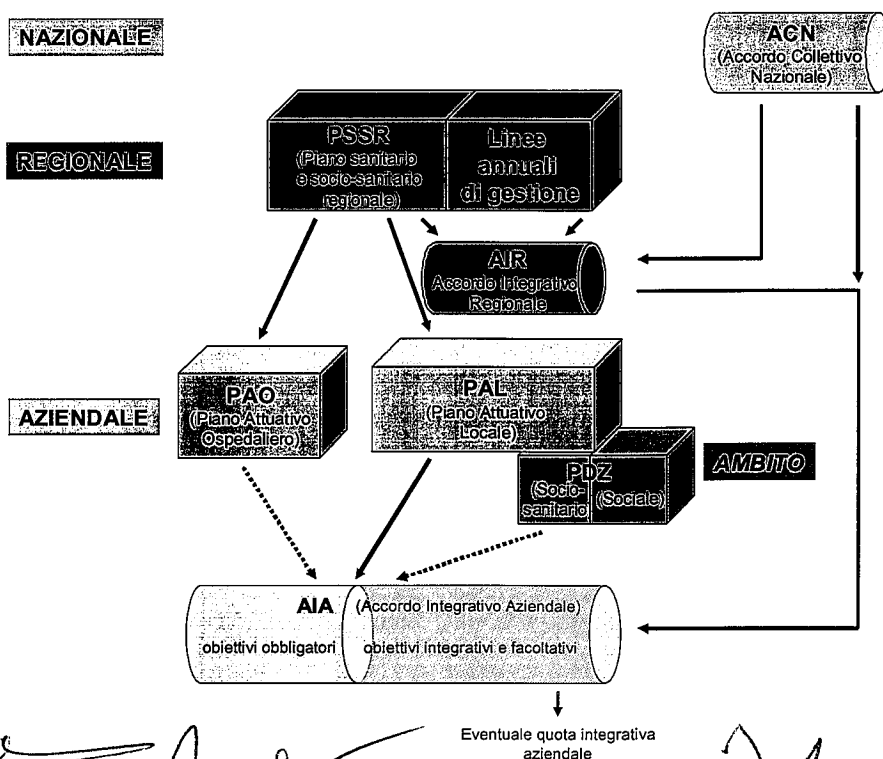 NAZIONALE
ACN
(Accordo Collettivo
Nazionale)
REGIONALE
PSSR
(Piano sanitario
e socio-sanitario
regionale)
Linee
annuali
di gestione
AIR
Accordo Integrativo
Regionale
AZIENDALE
PAO
(Piano Attuativo
Ospedaliero)
PAL
(Piano Attuativo
Locale)
PDZ
(Socio-
sanitario
(Sociale)
AMBITO
AIA (Accordo Integrativo Aziendale)
obiettivi obbligatori
obiettivi integrativi e facoltativi
Eventuale quota integrativa
aziendale